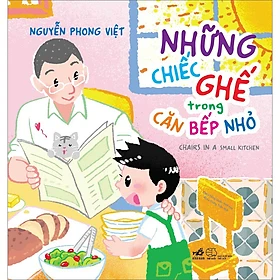 NGUYỄN PHONG VIỆT
NHỮNG
CHIẾC
GHẾ
trong
CĂN BẾP NHỎ
CHAIRS IN A SMALL KITCHEN